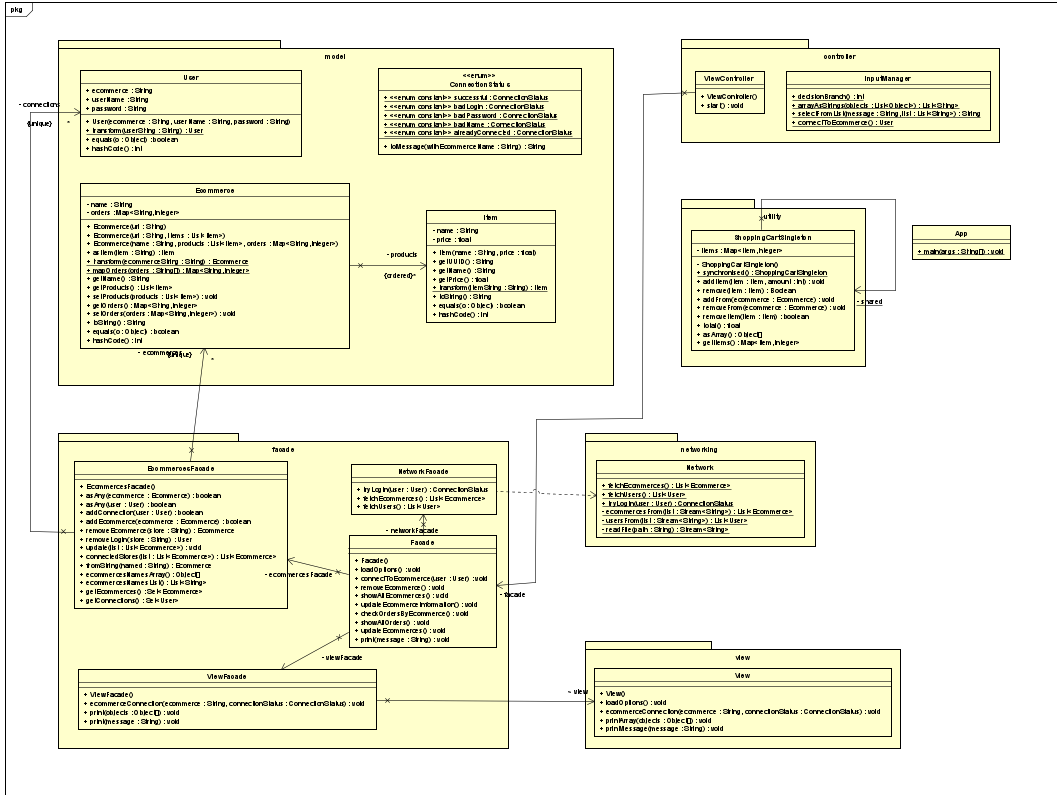 pkg
model
User
+ ecommerce : String
+ userName : String
+ password : String
+ User(ecommerce : String, userName : String, password : String)
+ transform(userString : String) : User
+ equals(o : Object) : boolean
+ hashCode() : int
<<enum>>
ConnectionStatus
+ <<enum constant>> successful : ConnectionStatus
+ <<enum constant>> badLogin : ConnectionStatus
+ <<enum constant>> badPassword : ConnectionStatus
+ <<enum constant>> badName : ConnectionStatus
+ <<enum constant>> alreadyConnected : ConnectionStatus
+ toMessage(withEcommerceName : String) : String
- connections
{unique}
*
Ecommerce
- name : String
- orders : Map<String,Integer>
+ Ecommerce(url : String)
+ Ecommerce(url : String, items : List<Item>)
+ Ecommerce(name : String, products : List<Item>, orders : Map<String,Integer>)
+ asItem(item : String) : Item
+ transform(ecommerceString : String) : Ecommerce
+ mapOrders(orders : String[]) : Map<String,Integer>
+ getName() : String
+ getProducts() : List<Item>
+ setProducts(products : List<Item>) : void
+ getOrders() : Map<String,Integer>
+ setOrders(orders : Map<String,Integer>) : void
+ toString() : String
+ equals(o : Object) : boolean
+ hashCode() : int
- products
{ordered}
*
Item
- name : String
- price : float
+ Item(name : String, price : float)
+ getUUID() : String
+ getName() : String
+ getPrice() : float
+ transform(itemString : String) : Item
+ toString() : String
+ equals(o : Object) : boolean
+ hashCode() : int
{unique}
*
controller
ViewController
+ ViewController()
+ start() : void
InputManager
+ decisionBranch() : int
+ arrayAsStrings(objects : List<Object>) : List<String>
+ selectFromList(message : String, list : List<String>) : String
+ connectToEcommerce() : User
utility
ShoppingCartSingleton
- items : Map<Item,Integer>
- ShoppingCartSingleton()
+ synchronised() : ShoppingCartSingleton
+ addItem(item : Item, amount : int) : void
+ remove(item : Item) : Boolean
+ addFrom(ecommerce : Ecommerce) : void
+ removeFrom(ecommerce : Ecommerce) : void
+ removeItem(item : Item) : boolean
+ total() : float
+ asArray() : Object[]
+ getItems() : Map<Item,Integer>
- shared
App
+ main(args : String[]) : void
facade
EcommercesFacade
+ EcommercesFacade()
+ asAny(ecommerce : Ecommerce) : boolean
+ asAny(user : User) : boolean
+ addConnection(user : User) : boolean
+ addEcommerce(ecommerce : Ecommerce) : boolean
+ removeEcommerce(store : String) : Ecommerce
+ removeLogin(store : String) : User
+ update(list : List<Ecommerce>) : void
+ connectedStores(list : List<Ecommerce>) : List<Ecommerce>
+ fromString(named : String) : Ecommerce
+ ecommercesNamesArray() : Object[]
+ ecommercesNamesList() : List<String>
+ getEcommerces() : Set<Ecommerce>
+ getConnections() : Set<User>
NetworkFacade
+ tryLogin(user : User) : ConnectionStatus
+ fetchEcommerces() : List<Ecommerce>
+ fetchUsers() : List<User>
- networkFacade
Facade
+ Facade()
+ loadOptions() : void
+ connectToEcommerce(user : User) : void
+ removeEcommerce() : void
+ showAllEcommerces() : void
+ updateEcommerceInformation() : void
+ checkOrdersByEcommerce() : void
+ showAllOrders() : void
+ updateEcommerces() : void
+ print(message : String) : void
- ecommercesFacade
- facade
- viewFacade
ViewFacade
+ ViewFacade()
+ ecommerceConnection(ecommerce : String, connectionStatus : ConnectionStatus) : void
+ print(objects : Object[]) : void
+ print(message : String) : void
networking
Network
+ fetchEcommerces() : List<Ecommerce>
+ fetchUsers() : List<User>
+ tryLogin(user : User) : ConnectionStatus
- ecommercesFrom(list : Stream<String>) : List<Ecommerce>
- usersFrom(list : Stream<String>) : List<User>
- readFile(path : String) : Stream<String>
- view
view
View
+ View()
+ loadOptions() : void
+ ecommerceConnection(ecommerce : String, connectionStatus : ConnectionStatus) : void
+ printArray(objects : Object[]) : void
+ printMessage(message : String) : void